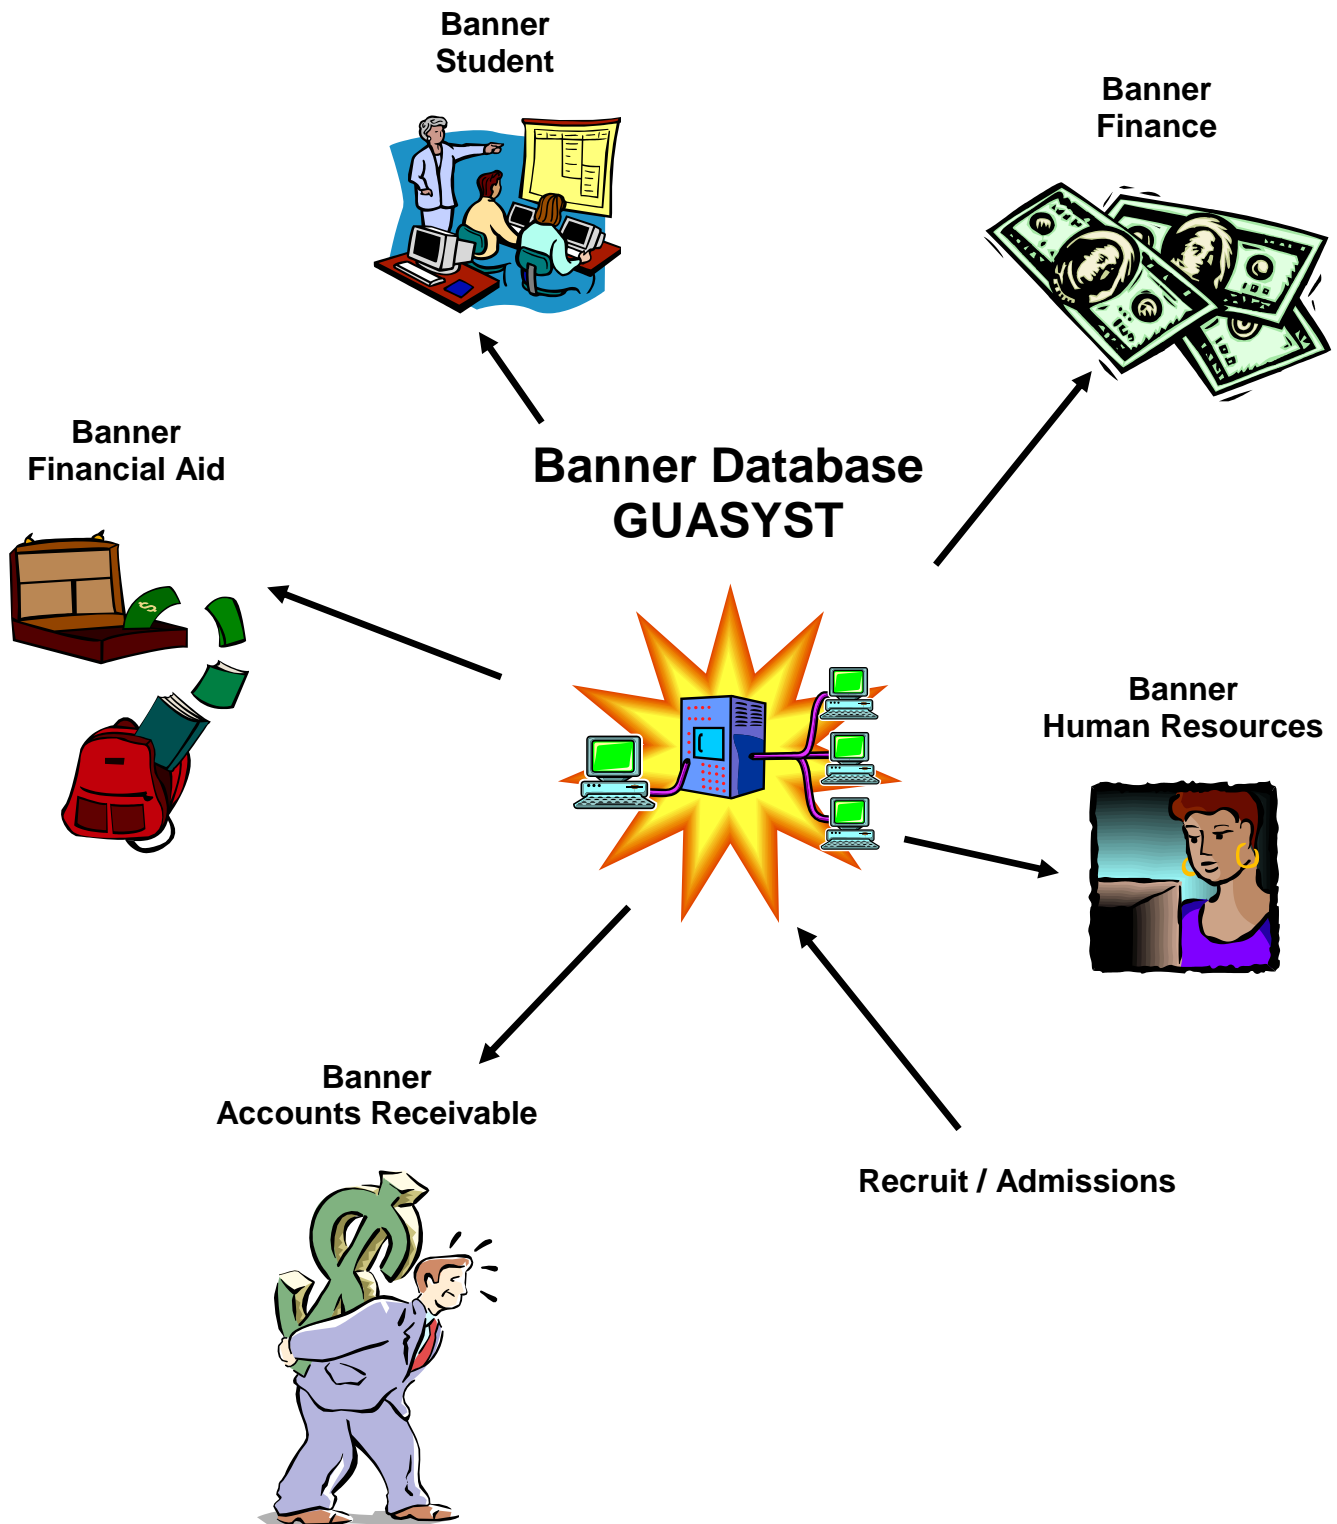 Banner
Student
Banner
Finance
Banner
Financial Aid
Banner Database
GUASYST
Banner
Human Resources
Banner
Accounts Receivable
Recruit / Admissions